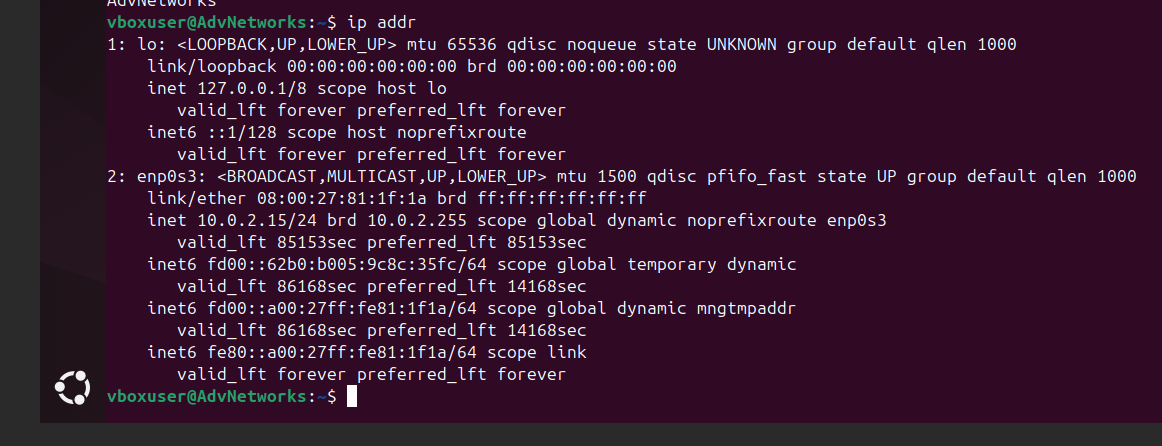 AdvNetworks
vboxuser@AdvNetworks:~$ ip addr
1: lo: <LOOPBACK,UP,LOWER_UP> mtu 65536 qdisc noqueue state UNKNOWN group default qlen 1000
    link/loopback 00:00:00:00:00:00 brd 00:00:00:00:00:00
    inet 127.0.0.1/8 scope host lo
       valid_lft forever preferred_lft forever
    inet6 ::1/128 scope host noprefixroute
       valid_lft forever preferred_lft forever
2: enp0s3: <BROADCAST,MULTICAST,UP,LOWER_UP> mtu 1500 qdisc pfifo_fast state UP group default qlen 1000
    link/ether 08:00:27:81:1f:1a brd ff:ff:ff:ff:ff:ff
    inet 10.0.2.15/24 brd 10.0.2.255 scope global dynamic noprefixroute enp0s3
       valid_lft 85153sec preferred_lft 85153sec
    inet6 fd00::62b0:b005:9c8c:35fc/64 scope global temporary dynamic
       valid_lft 86168sec preferred_lft 14168sec
    inet6 fd00::a00:27ff:fe81:1f1a/64 scope global dynamic mngtmpaddr
       valid_lft 86168sec preferred_lft 14168sec
    inet6 fe80::a00:27ff:fe81:1f1a/64 scope link
       valid_lft forever preferred_lft forever
vboxuser@AdvNetworks:~$